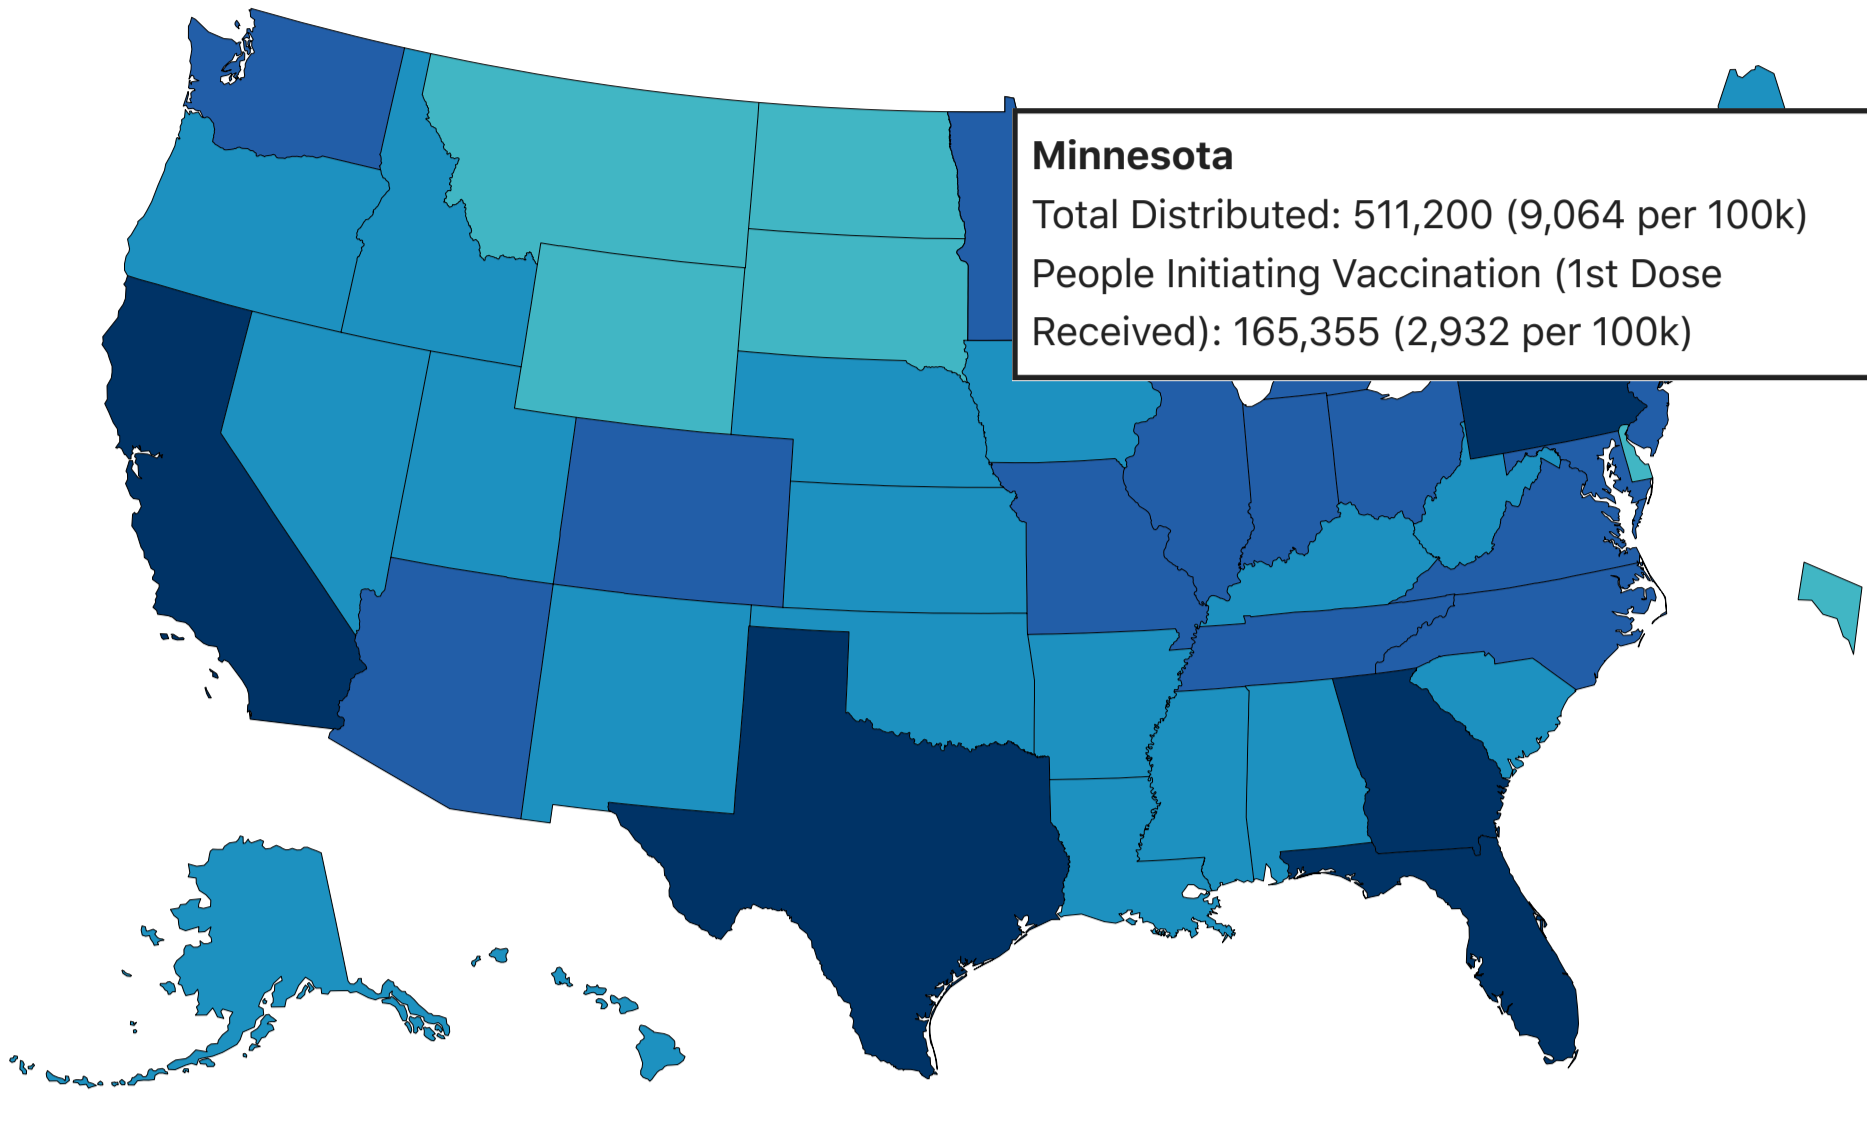 Minnesota
Total Distributed: 511,200 (9,064 per 100k)
People Initiating Vaccination (1st Dose
Received): 165,355 (2,932 per 100k)